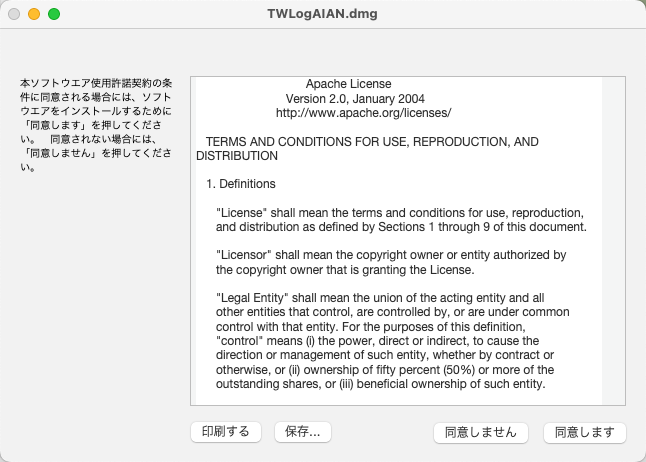 TWLogAIAN.dmg
本ソフトウエア使用許諾契約の条
件に同意される場合には、ソフト
ウエアをインストールするために
「同意します」を押してくださ
い。　同意されない場合には、
「同意しません」を押してくださ
い。
Apache License
Version 2.0, January 2004
http://www.apache.org/licenses/
TERMS AND CONDITIONS FOR USE, REPRODUCTION, AND
DISTRIBUTION
1. Definitions
"License" shall mean the terms and conditions for use, reproduction,
and distribution as defined by Sections 1 through 9 of this document.
"Licensor" shall mean the copyright owner or entity authorized by
the copyright owner that is granting the License.
"Legal Entity" shall mean the union of the acting entity and all
other entities that control, are controlled by, or are under common
control with that entity. For the purposes of this definition,
"control" means (i) the power, direct or indirect, to cause the
direction or management of such entity, whether by contract or
otherwise, or (ii) ownership of fifty percent (50%) or more of the
outstanding shares, or (iii) beneficial ownership of such entity.
印刷する
保存...
同意しません
同意します